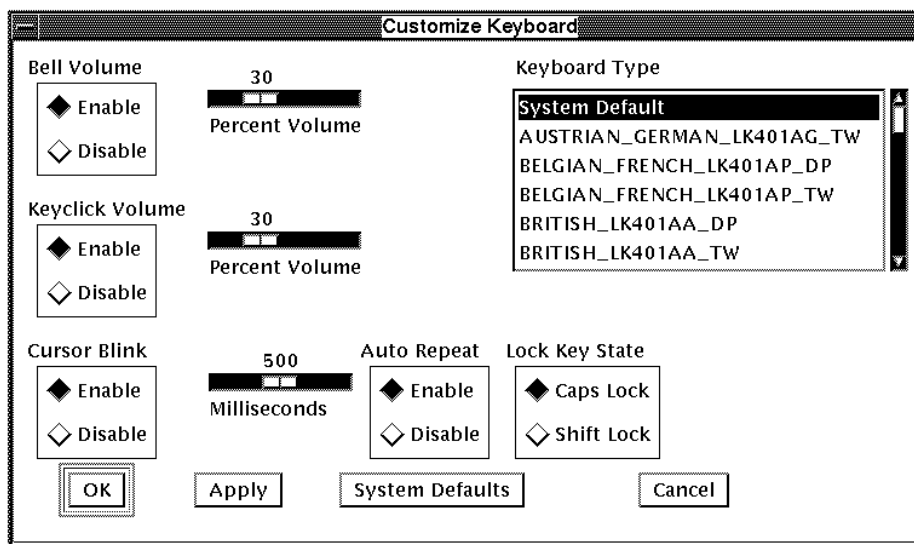 Customize Keyboard
Bell Volume
Enable
Disable
30
Percent Volume
Keyboard Type
System Default
AUSTRIAN_GERMAN_LK401AG_TW
BELGIAN_FRENCH_LK401AP_DP
BELGIAN_FRENCH_LK401AP_TW
BRITISH_LK401AA_DP
BRITISH_LK401AA_TW
Keyclick Volume
Enable
Disable
30
Percent Volume
Cursor Blink
Enable
Disable
500
Milliseconds
Auto Repeat
Enable
Disable
Lock Key State
Caps Lock
Shift Lock
OK
Apply
System Defaults
Cancel